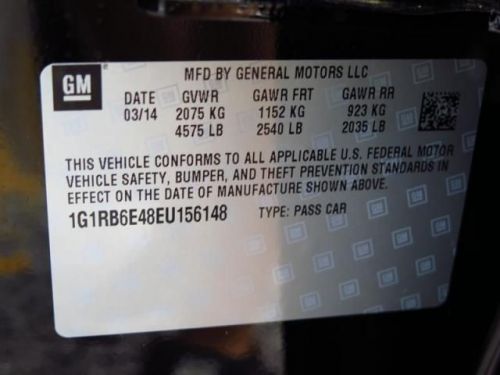 GM
MFD BY GENERAL MOTORS LLC
DATE GVWR GAWR FRT GAWR RR
03/14 2075 KG 1152 KG 923 KG
4575 LB 2540 LB 2035 LB
THIS VEHICLE CONFORMS TO ALL APPLICABLE U.S. FEDERAL MOTOR
VEHICLE SAFETY, BUMPER, AND THEFT PREVENTION STANDARDS IN
EFFECT ON THE DATE OF MANUFACTURE SHOWN ABOVE.
1G1RB6E48EU156148 TYPE: PASS CAR